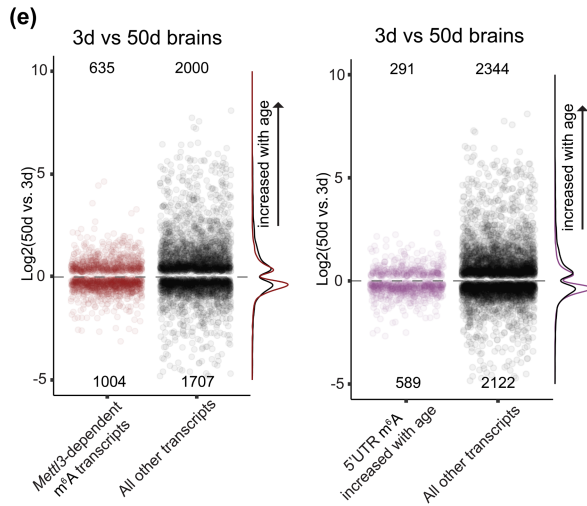 (e)
3d vs 50d brains
635 2000
10
5
0
-5
Log2(50d vs. 3d)
increased with age
1004 1707
Mettl3-dependent
m⁶A transcripts
All other transcripts
3d vs 50d brains
291 2344
10
5
0
-5
Log2(50d vs. 3d)
increased with age
589 2122
5'UTR m⁶A
increased with age
All other transcripts